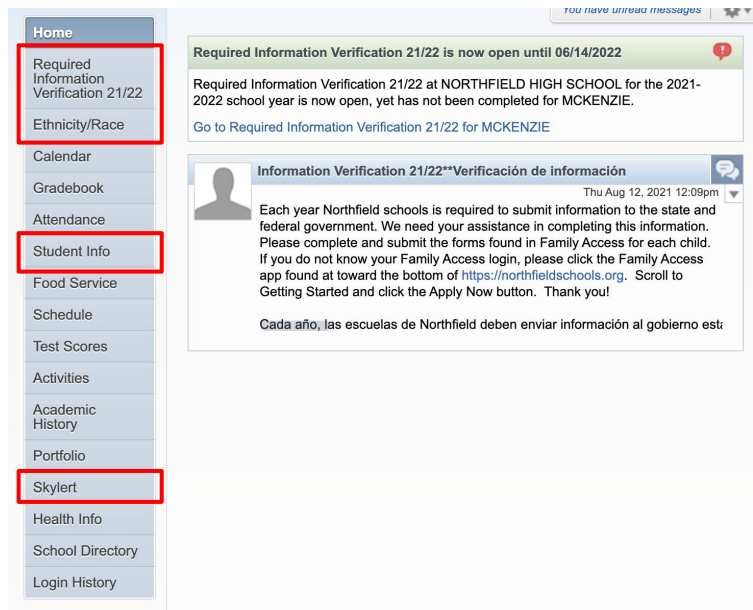 You have unread messages
Home
Required
Information
Verification 21/22
Ethnicity/Race
Calendar
Gradebook
Attendance
Student Info
Food Service
Schedule
Test Scores
Activities
Academic
History
Portfolio
Skylert
Health Info
School Directory
Login History
Required Information Verification 21/22 is now open until 06/14/2022
Required Information Verification 21/22 at NORTHFIELD HIGH SCHOOL for the 2021-
2022 school year is now open, yet has not been completed for MCKENZIE.
Go to Required Information Verification 21/22 for MCKENZIE
Information Verification 21/22**Verificación de información
Thu Aug 12, 2021 12:09pm
Each year Northfield schools is required to submit information to the state and
federal government. We need your assistance in completing this information.
Please complete and submit the forms found in Family Access for each child.
If you do not know your Family Access login, please click the Family Access
app found at toward the bottom of https://northfieldschools.org. Scroll to
Getting Started and click the Apply Now button. Thank you!
Cada año, las escuelas de Northfield deben enviar información al gobierno esta